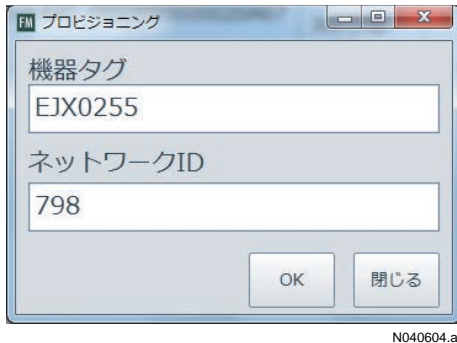 FM プロビジョニング
機器タグ
EJX0255
ネットワークID
798
OK 閉じる
N040604.a